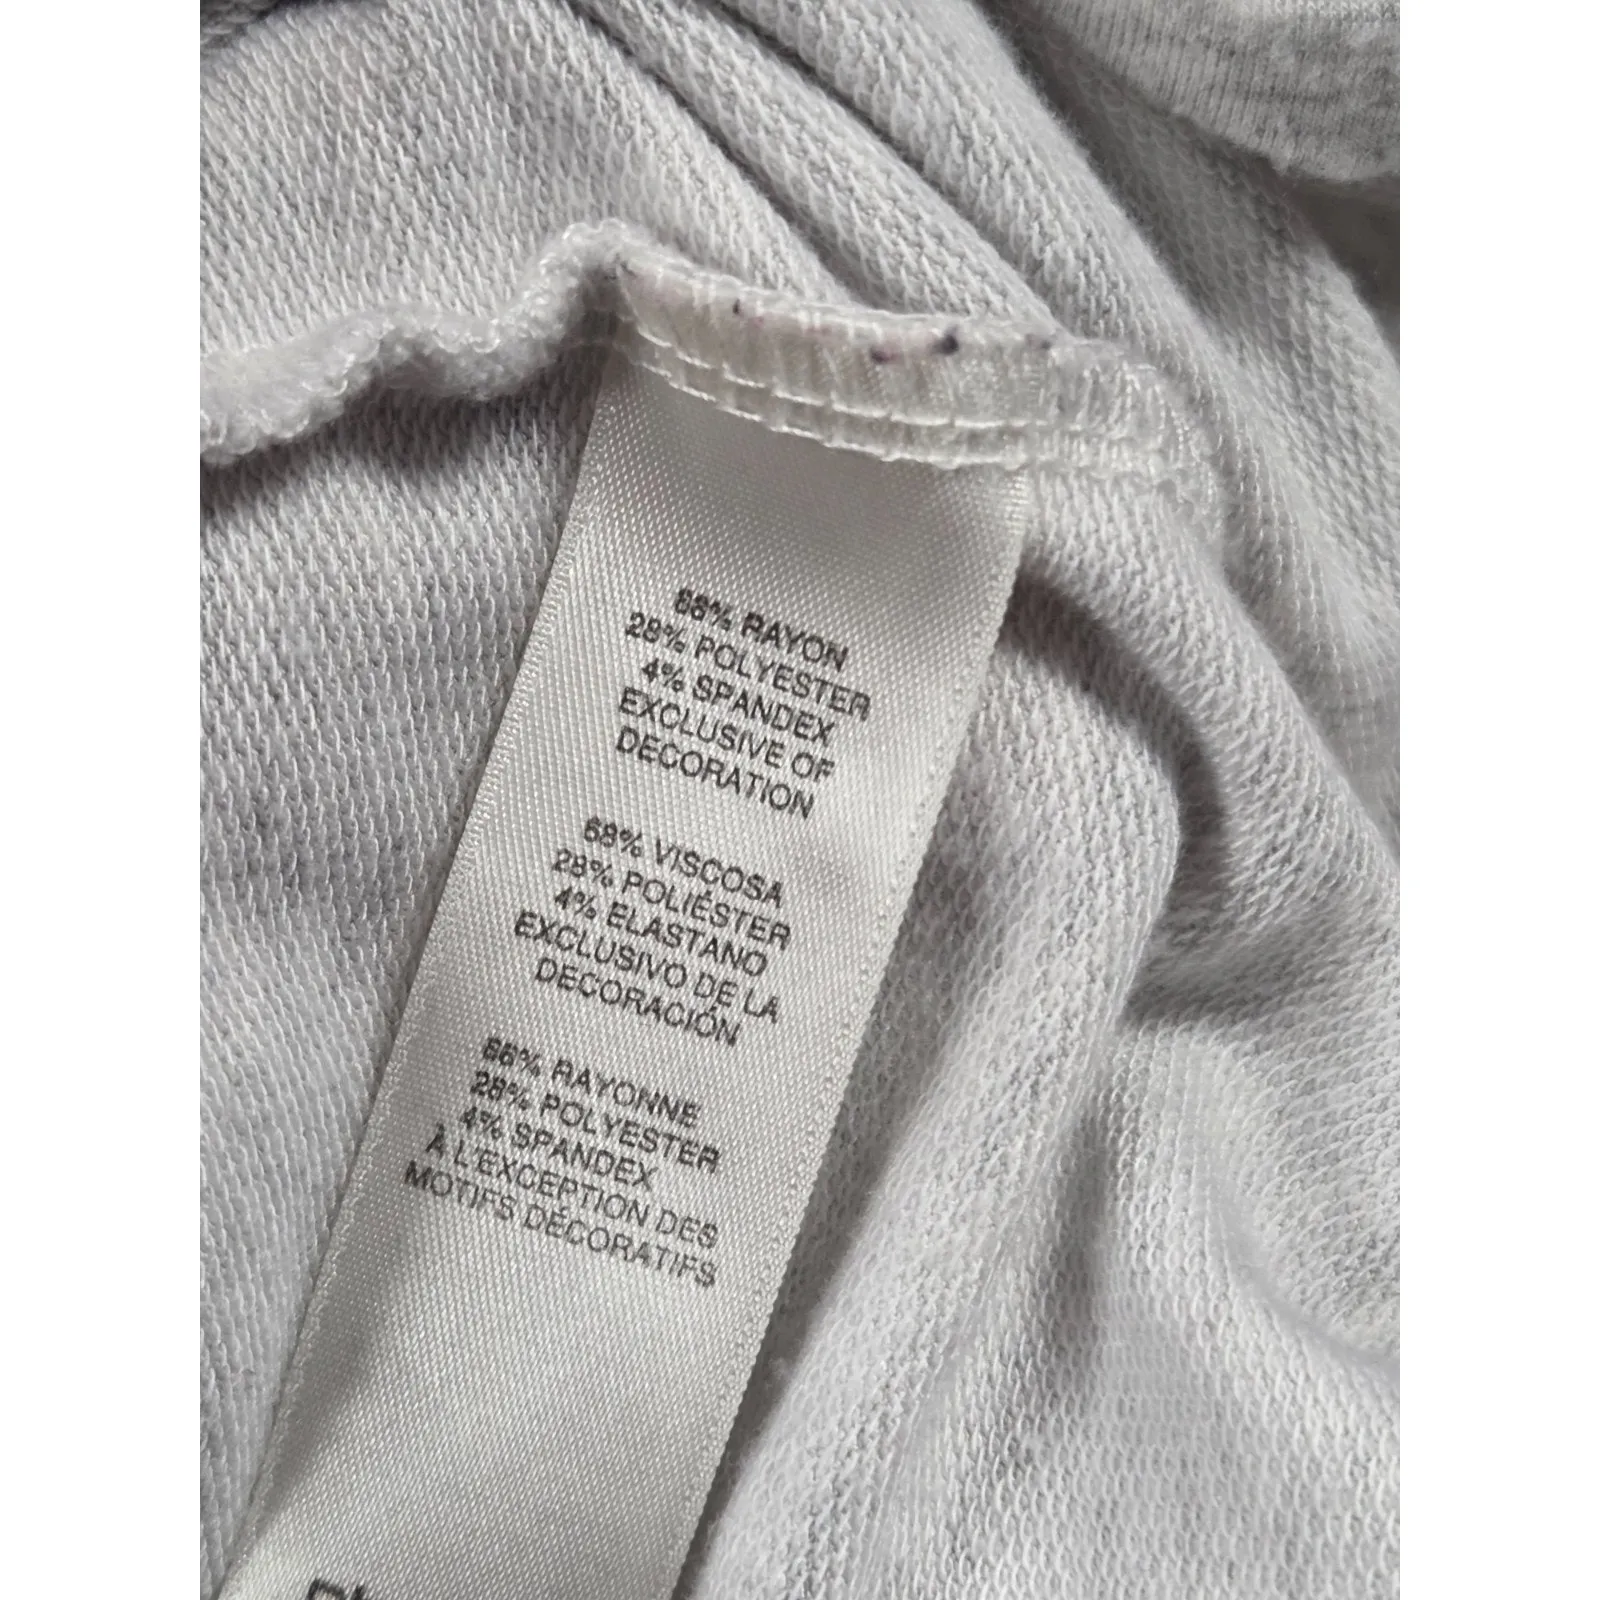 68% RAYON
28% POLYESTER
4% SPANDEX
EXCLUSIVE OF
DECORATION
68% VISCOSA
28% POLIÉSTER
4% ELASTANO
EXCLUSIVO DE LA
DECORACIÓN
68% RAYONNE
28% POLYESTER
4% SPANDEX
À L'EXCEPTION DES
MOTIFS DÉCORATIFS